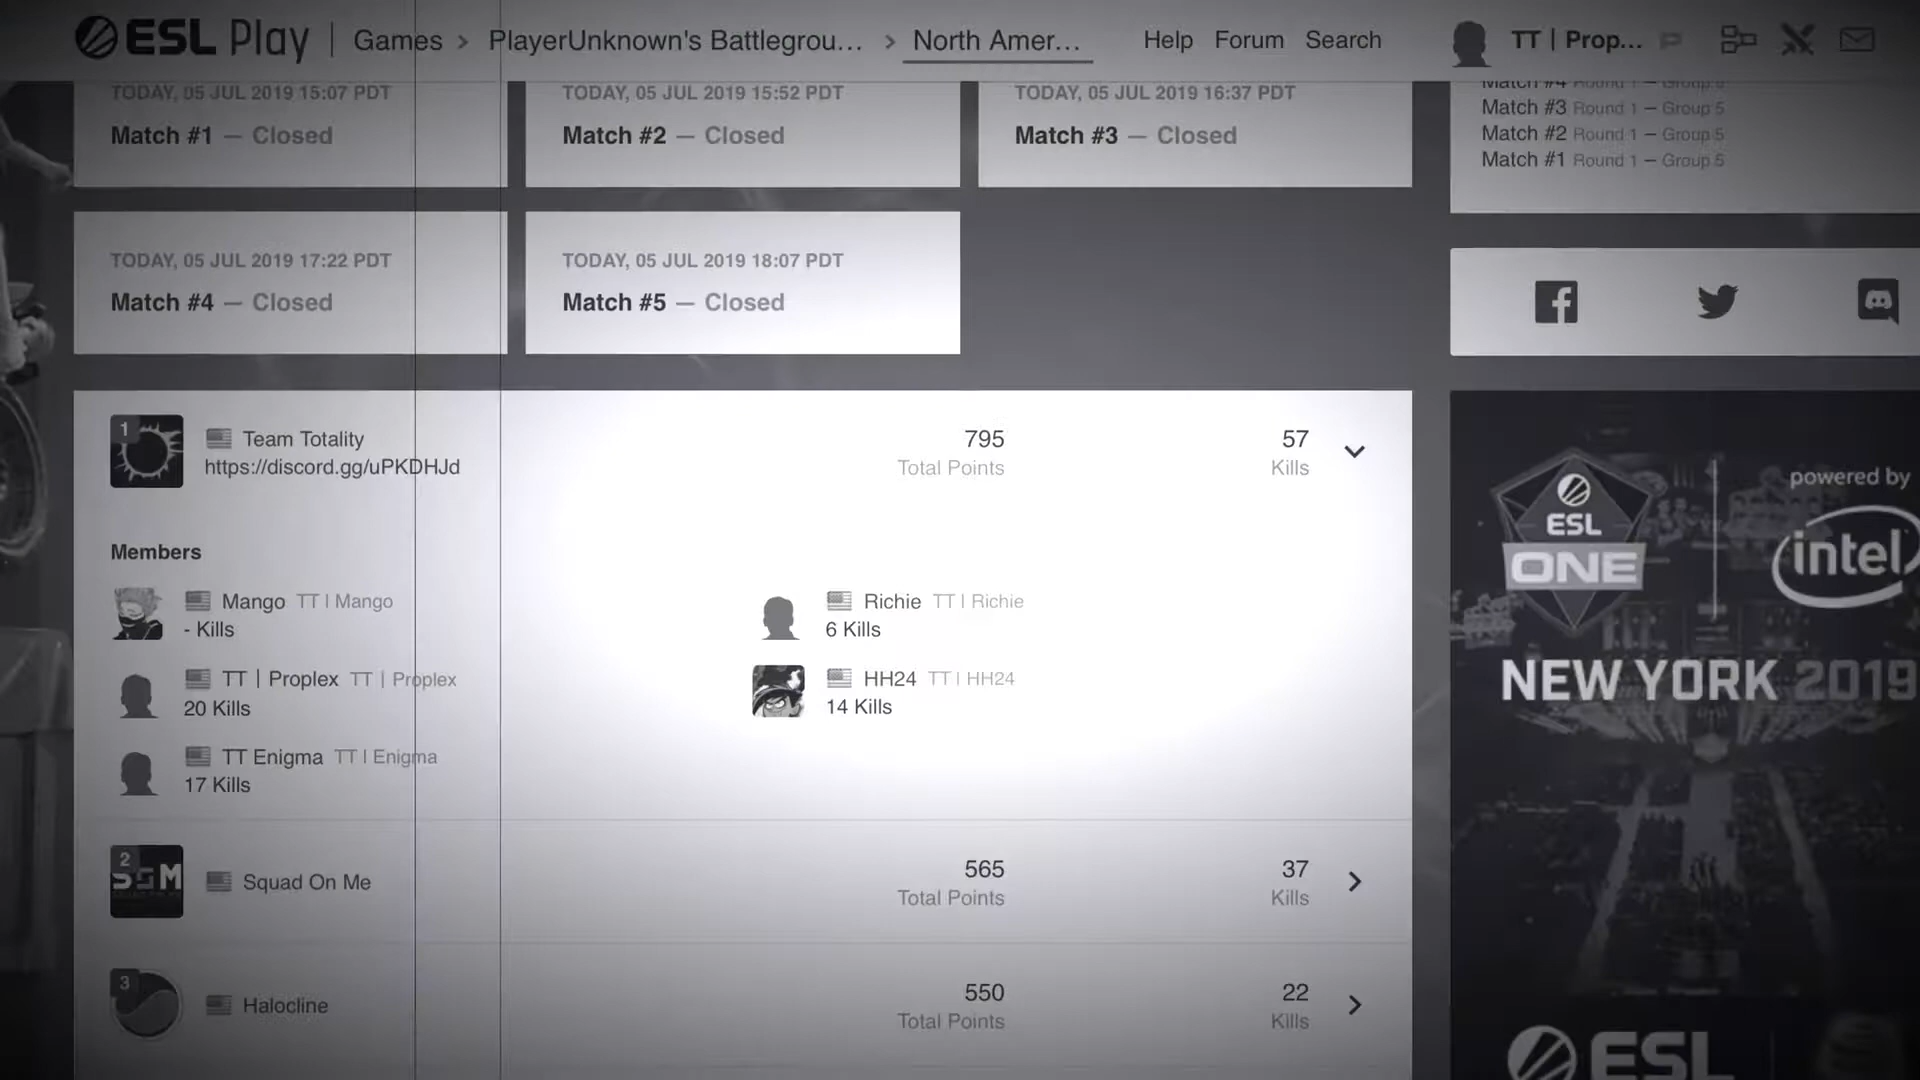 ESL Play | Games > PlayerUnknown's Battlegrou... > North Amer... Help Forum Search TT | Prop...
TODAY, 05 JUL 2019 15:07 PDT
Match #1 — Closed
TODAY, 05 JUL 2019 15:52 PDT
Match #2 — Closed
TODAY, 05 JUL 2019 16:37 PDT
Match #3 — Closed
Match #4 Round 1 – Group 5
Match #3 Round 1 – Group 5
Match #2 Round 1 – Group 5
Match #1 Round 1 – Group 5
TODAY, 05 JUL 2019 17:22 PDT
Match #4 — Closed
TODAY, 05 JUL 2019 18:07 PDT
Match #5 — Closed
1
Team Totality
https://discord.gg/uPKDHJd
795
Total Points
57
Kills
Members
Mango TT I Mango
- Kills
Richie TT I Richie
6 Kills
TT | Proplex TT | Proplex
20 Kills
HH24 TT I HH24
14 Kills
TT Enigma TT I Enigma
17 Kills
2
SGM
Squad On Me
565
Total Points
37
Kills
3
Halocline
550
Total Points
22
Kills
ESL
ONE
powered by
intel
NEW YORK 2019
ESL